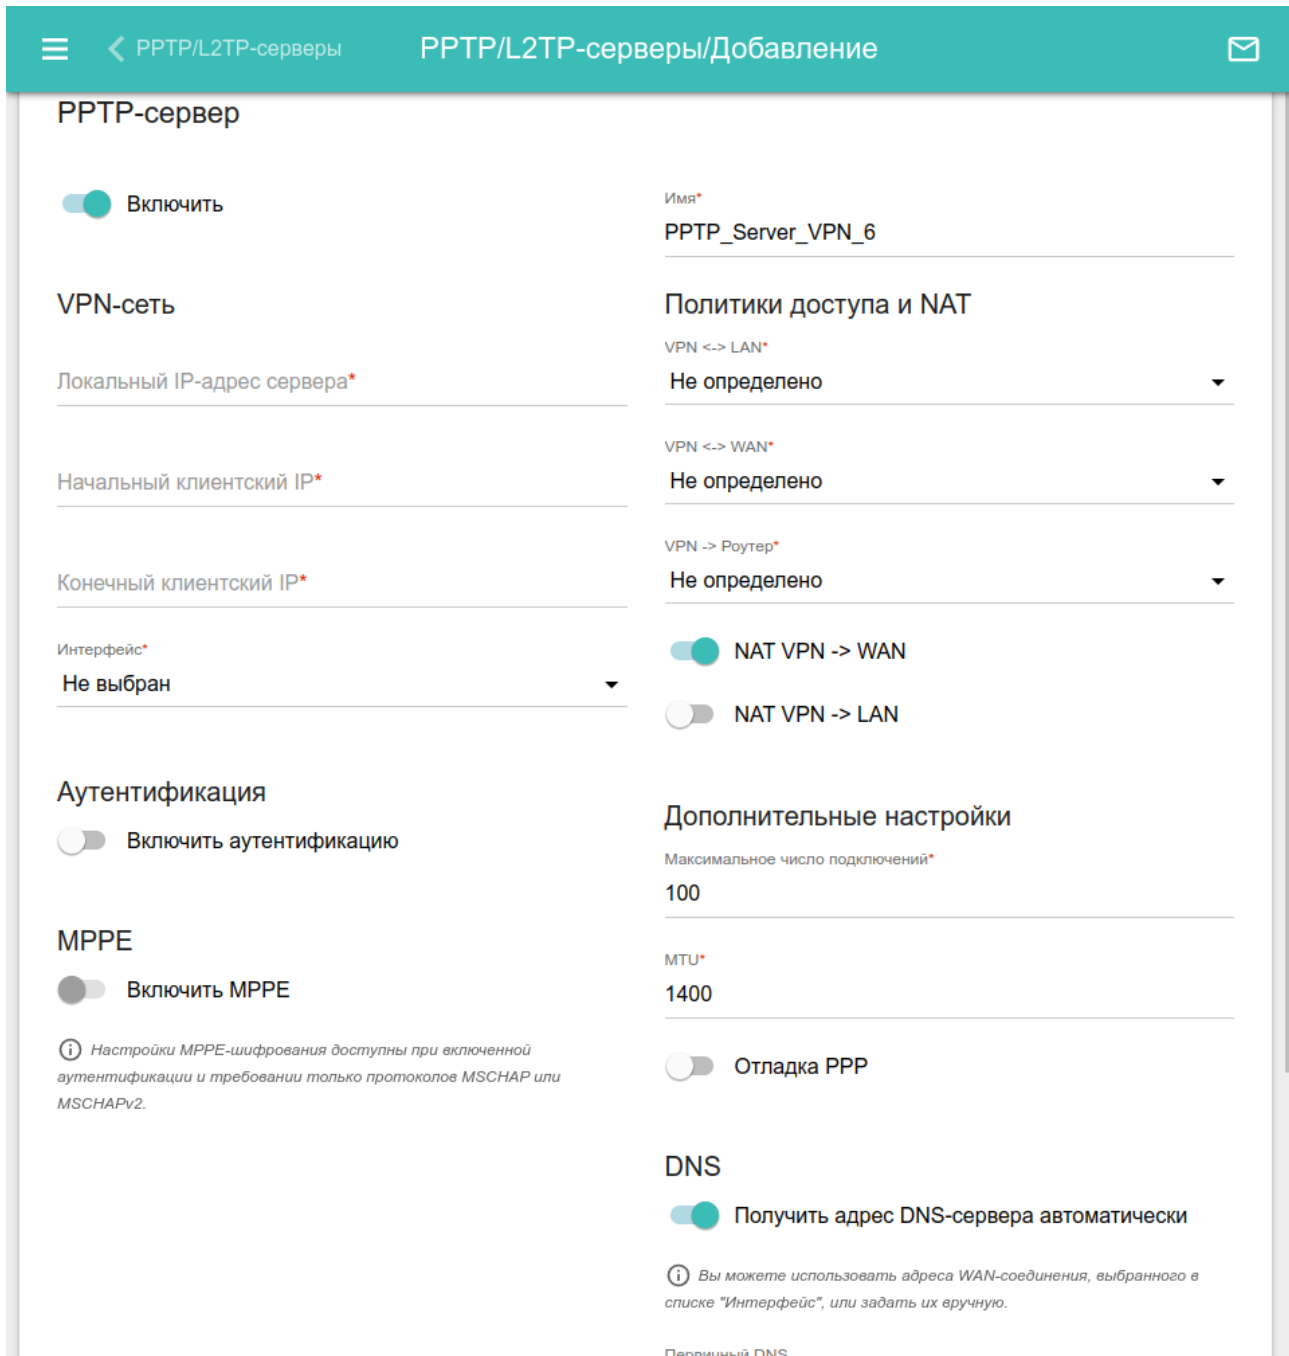 PPTP/L2TP-серверы
PPTP/L2TP-серверы/Добавление
PPTP-сервер
Включить
Имя*
PPTP_Server_VPN_6
VPN-сеть
Локальный IP-адрес сервера*
Начальный клиентский IP*
Конечный клиентский IP*
Интерфейс*
Не выбран
Политики доступа и NAT
VPN <-> LAN*
Не определено
VPN <-> WAN*
Не определено
VPN -> Роутер*
Не определено
NAT VPN -> WAN
NAT VPN -> LAN
Аутентификация
Включить аутентификацию
MPPE
Включить MPPE
Настройки MPPE-шифрования доступны при включенной
аутентификации и требовании только протоколов MSCHAP или
MSCHAPv2.
Дополнительные настройки
Максимальное число подключений*
100
MTU*
1400
Отладка PPP
DNS
Получить адрес DNS-сервера автоматически
Вы можете использовать адреса WAN-соединения, выбранного в
списке "Интерфейс", или задать их вручную.
Первичный DNS